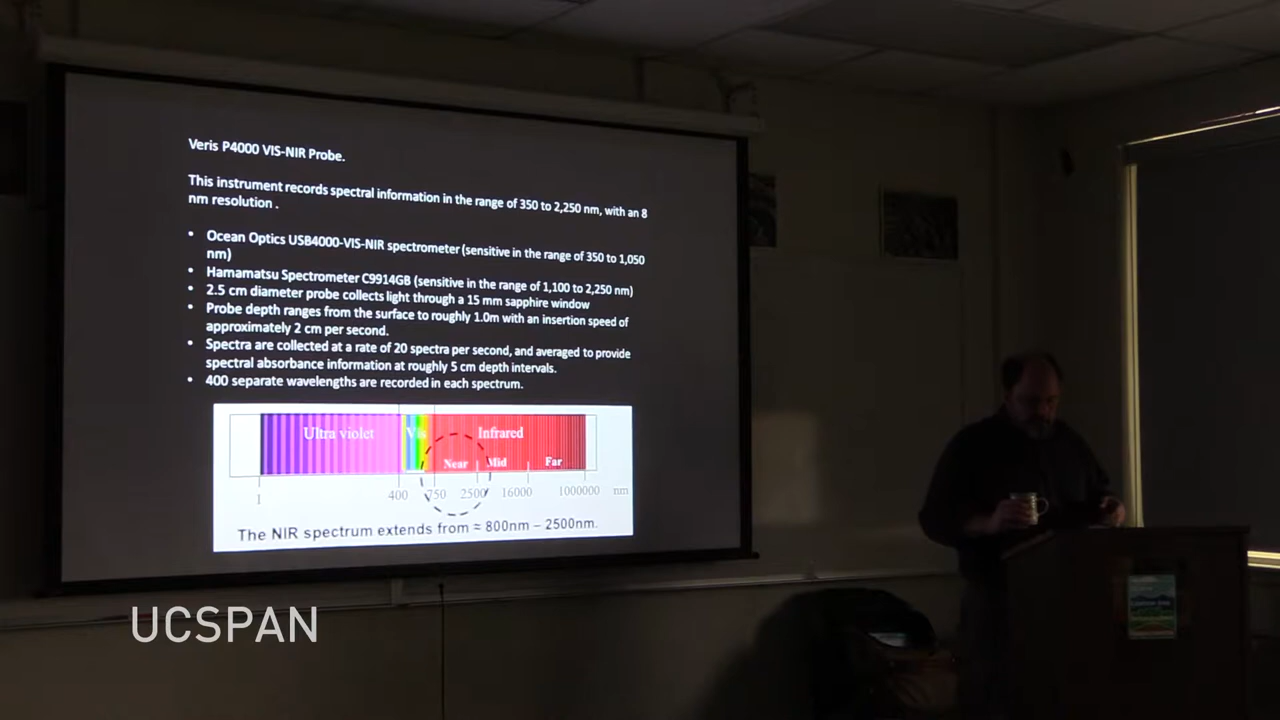 Veris P4000 VIS-NIR Probe.
This instrument records spectral information in the range of 350 to 2,250 nm, with an 8
nm resolution .
• Ocean Optics USB4000-VIS-NIR spectrometer (sensitive in the range of 350 to 1,050
nm)
• Hamamatsu Spectrometer C9914GB (sensitive in the range of 1,100 to 2,250 nm)
• 2.5 cm diameter probe collects light through a 15 mm sapphire window
• Probe depth ranges from the surface to roughly 1.0m with an insertion speed of
approximately 2 cm per second.
• Spectra are collected at a rate of 20 spectra per second, and averaged to provide
spectral absorbance information at roughly 5 cm depth intervals.
• 400 separate wavelengths are recorded in each spectrum.
Ultra violet Vis Infrared
Near Mid Far
1 400 750 2500 16000 1000000 nm
The NIR spectrum extends from ≈ 800nm – 2500nm.
UCSPAN